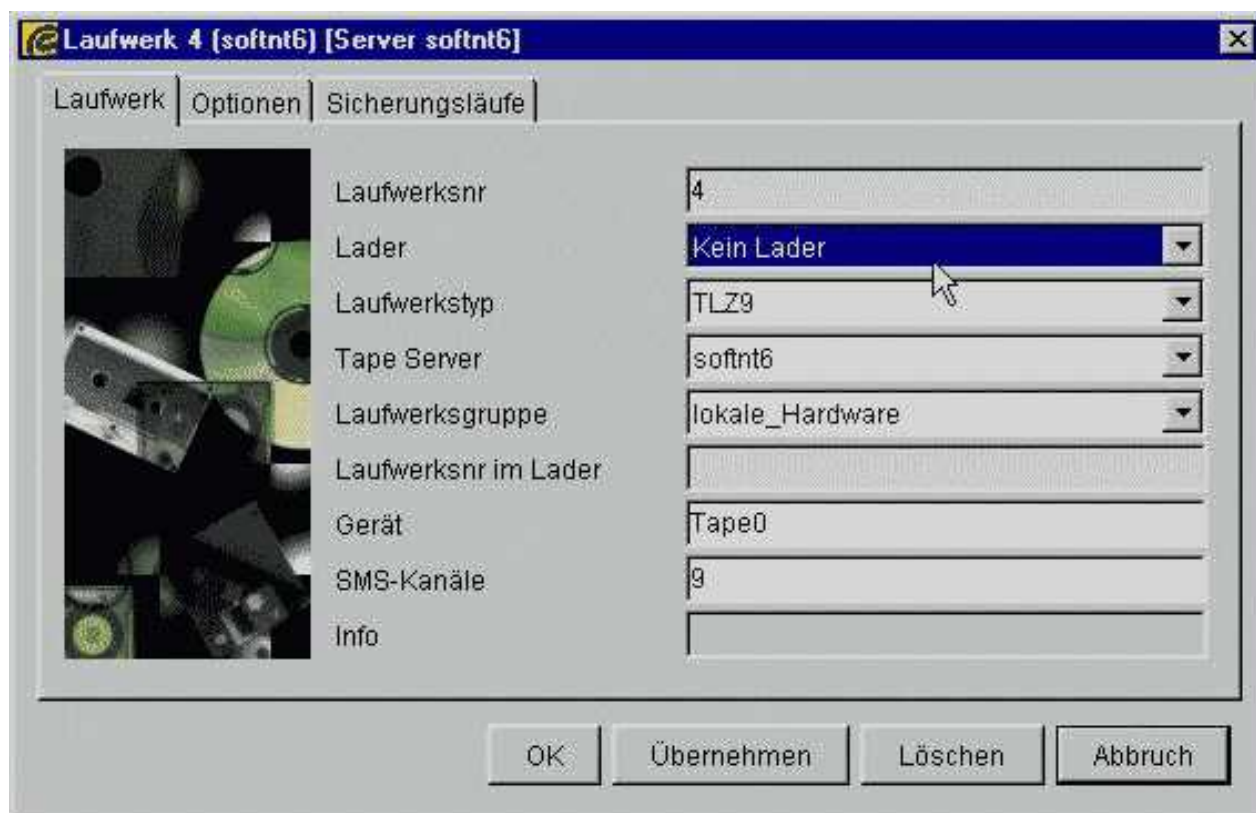 Laufwerk 4 (softnt6) [Server softnt6]
Laufwerk Optionen Sicherungsläufe
Laufwerksnr 4
Lader Kein Lader
Laufwerkstyp TLZ9
Tape Server softnt6
Laufwerksgruppe lokale_Hardware
Laufwerksnr im Lader
Gerät Tape0
SMS-Kanäle 9
Info
OK Übernehmen Löschen Abbruch